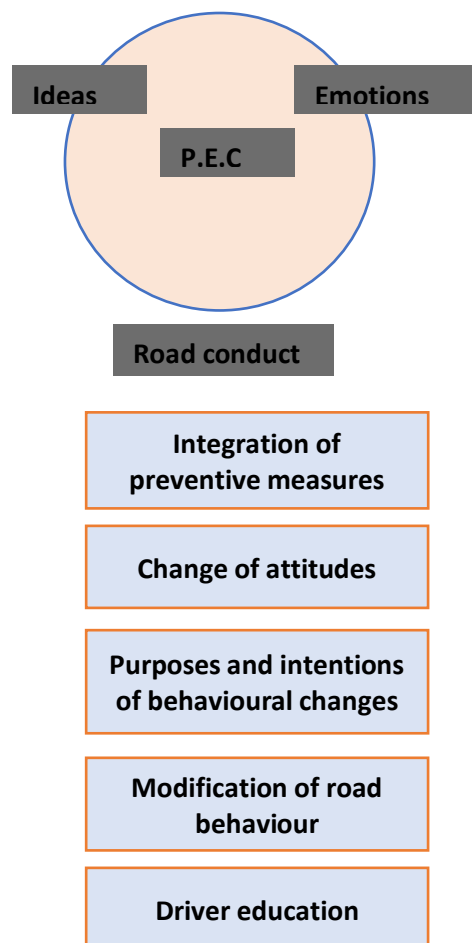 Ideas
Emotions
P.E.C
Road conduct
Integration of
preventive measures
Change of attitudes
Purposes and intentions
of behavioural changes
Modification of road
behaviour
Driver education